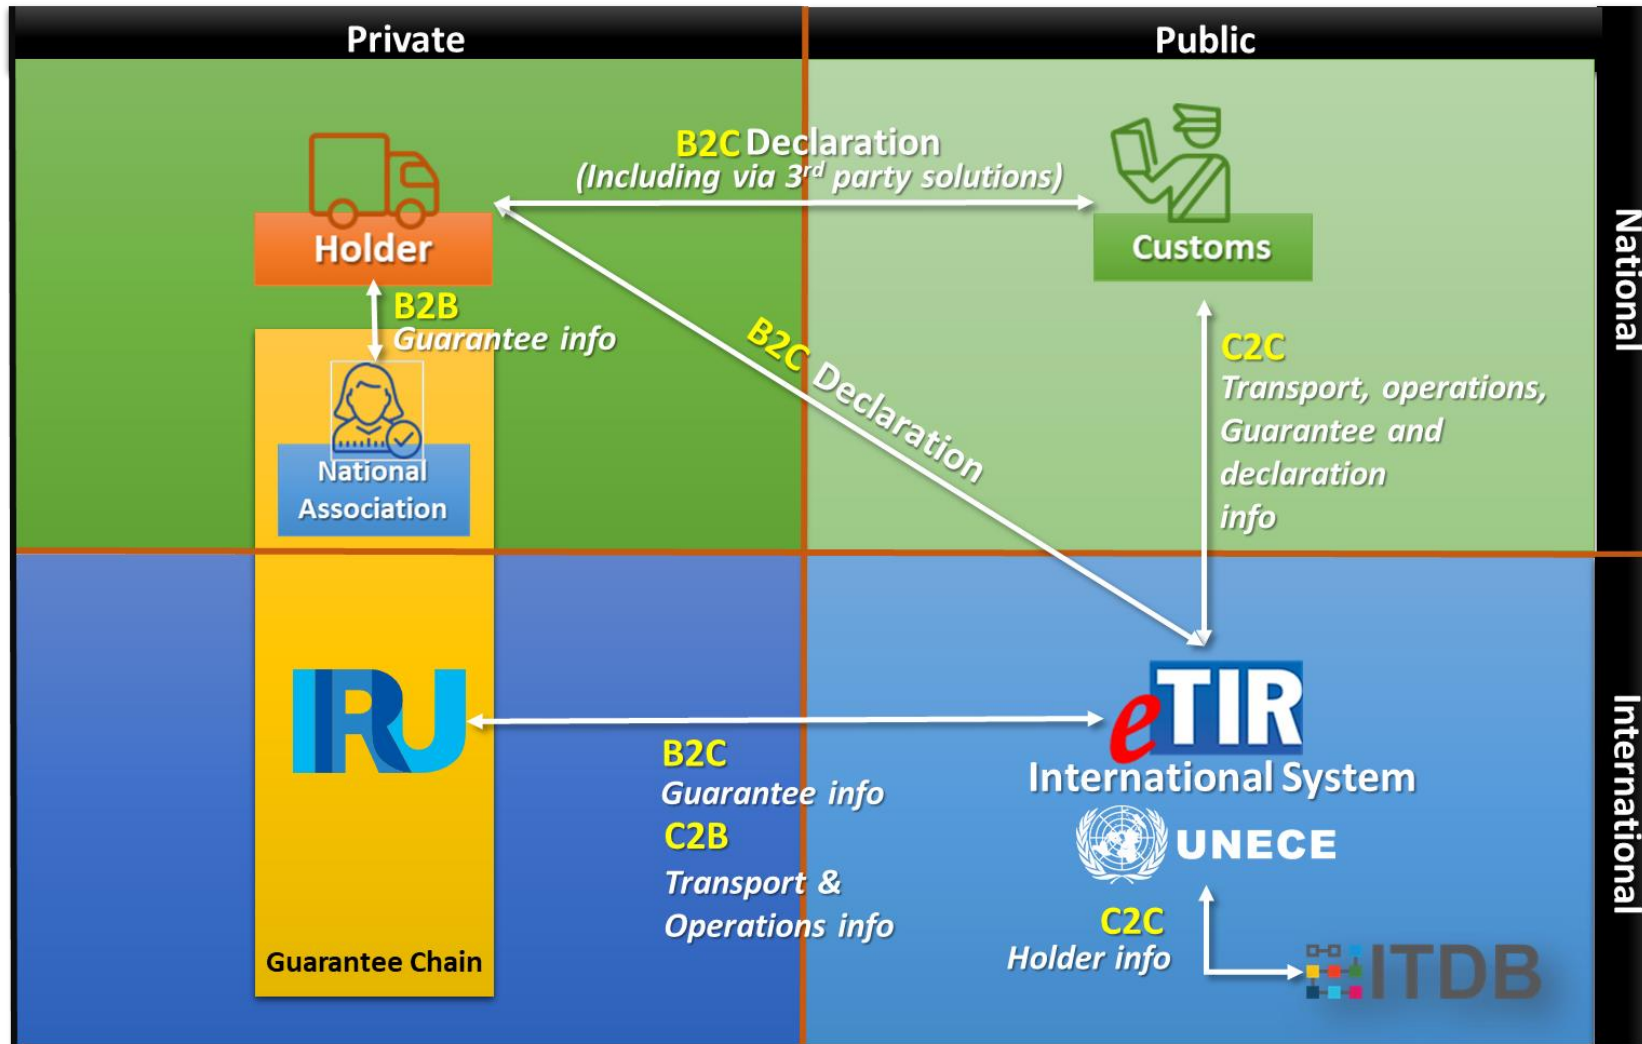 Private
Public
B2C Declaration
(Including via 3rd party solutions)
Holder
Customs
National
B2B
Guarantee info
B2C Declaration
C2C
Transport, operations,
Guarantee and
declaration
info
National
Association
IRU
eTIR
International System
UNECE
International
B2C
Guarantee info
C2B
Transport &
Operations info
C2C
Holder info
ITDB
Guarantee Chain